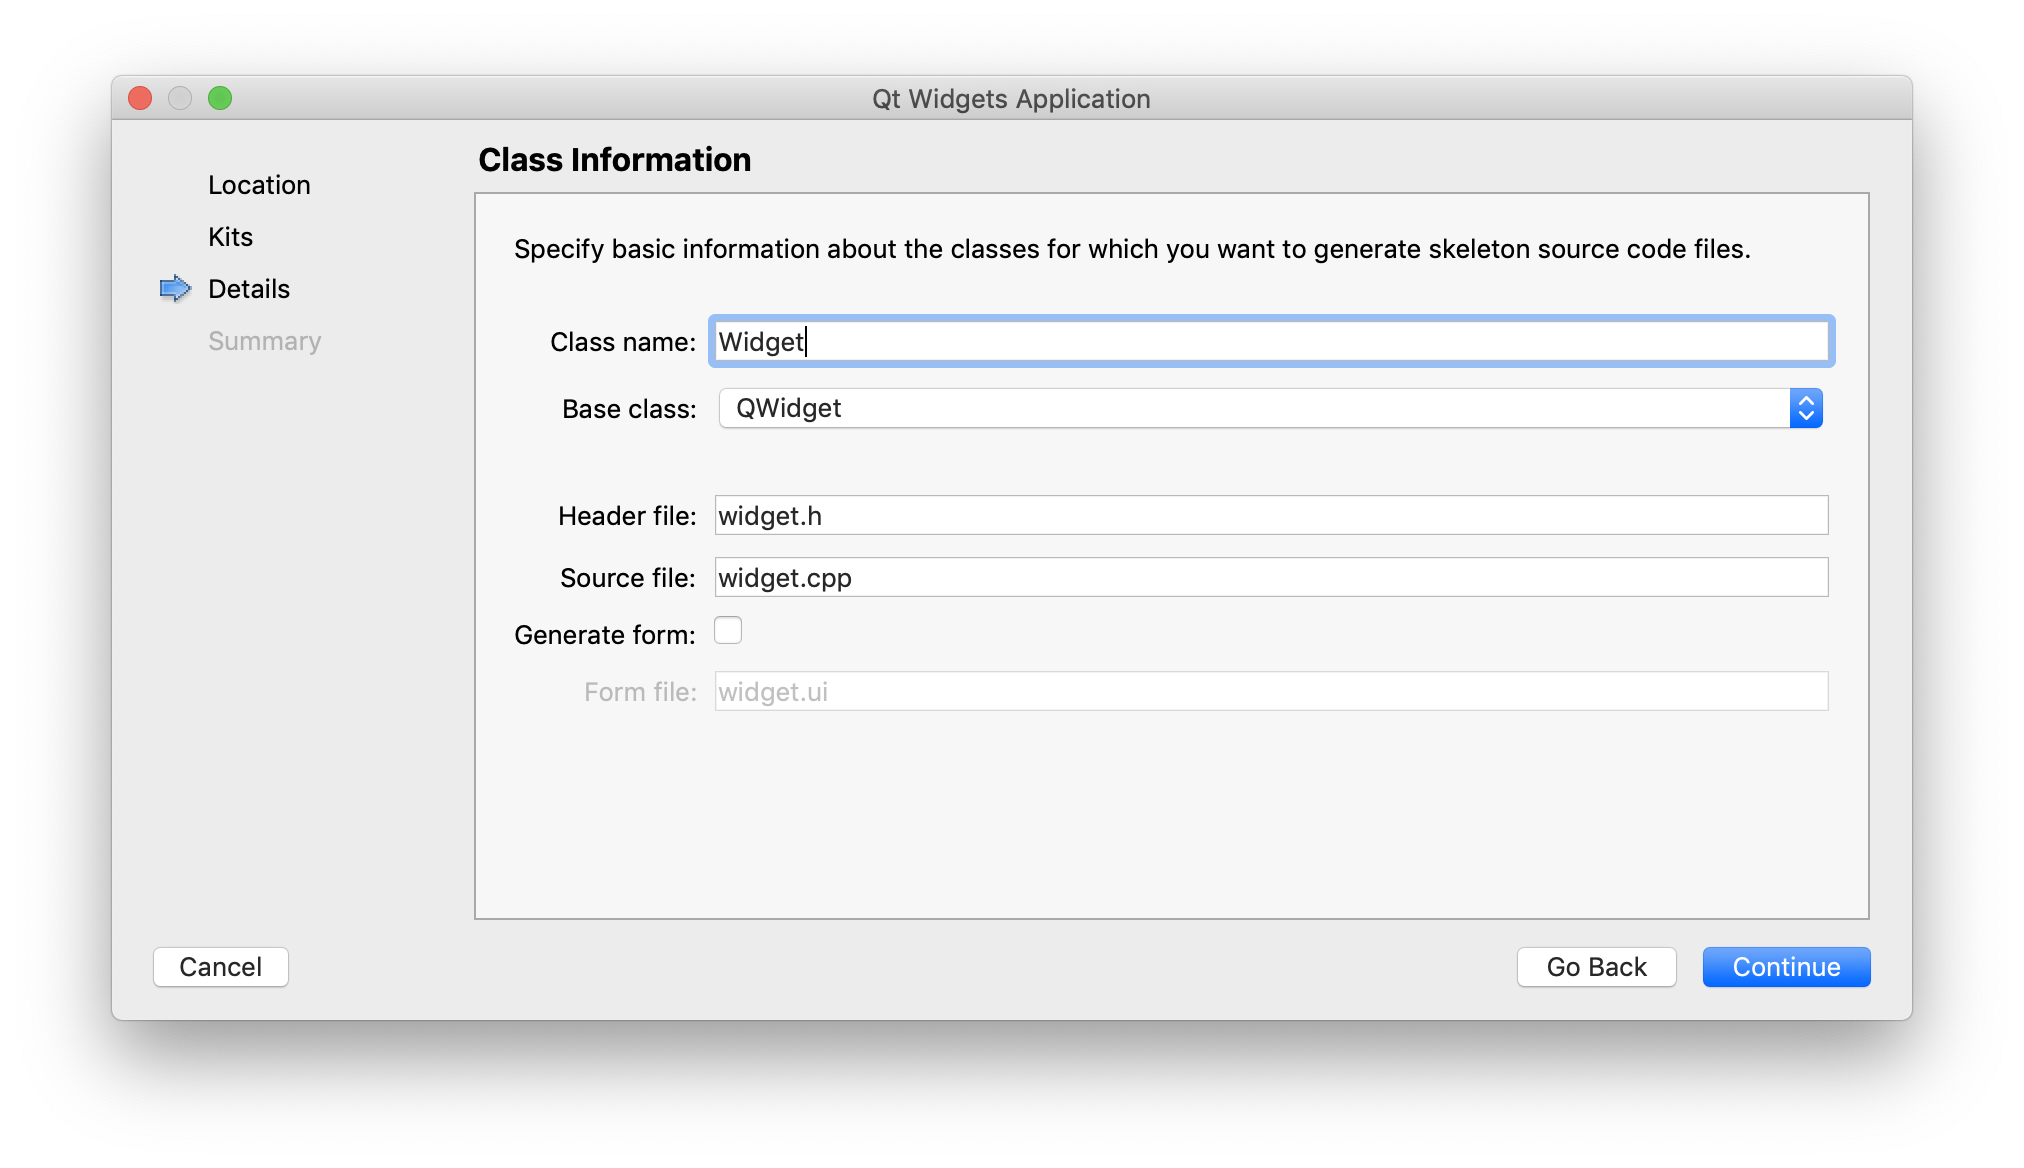 Qt Widgets Application
Location
Kits
Details
Summary
Class Information
Specify basic information about the classes for which you want to generate skeleton source code files.
Class name: Widget
Base class: QWidget
Header file: widget.h
Source file: widget.cpp
Generate form:
Form file: widget.ui
Cancel
Go Back
Continue